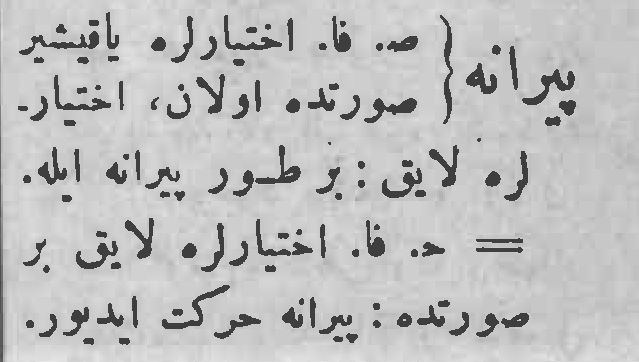 پیرانه { ص. فا. اختیارلره یاقیشیر
صورتده اولان، اختیار-
لره لایق : بر طـور پیرانه ایله.
= ح. فا. اختیارلره لایق بر
صورتده : پیرانه حرکت ایدیور.